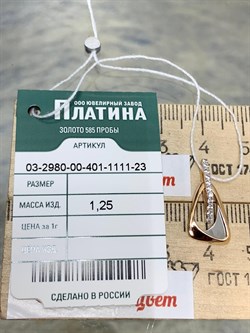 ООО ЮВЕЛИРНЫЙ ЗАВОД
ПЛАТИНА
ЗОЛОТО 585 ПРОБЫ
АРТИКУЛ
03-2980-00-401-1111-23
РАЗМЕР
МАССА ИЗД. 1,25
ЦЕНА за 1г
СДЕЛАНО В РОССИИ
цвет